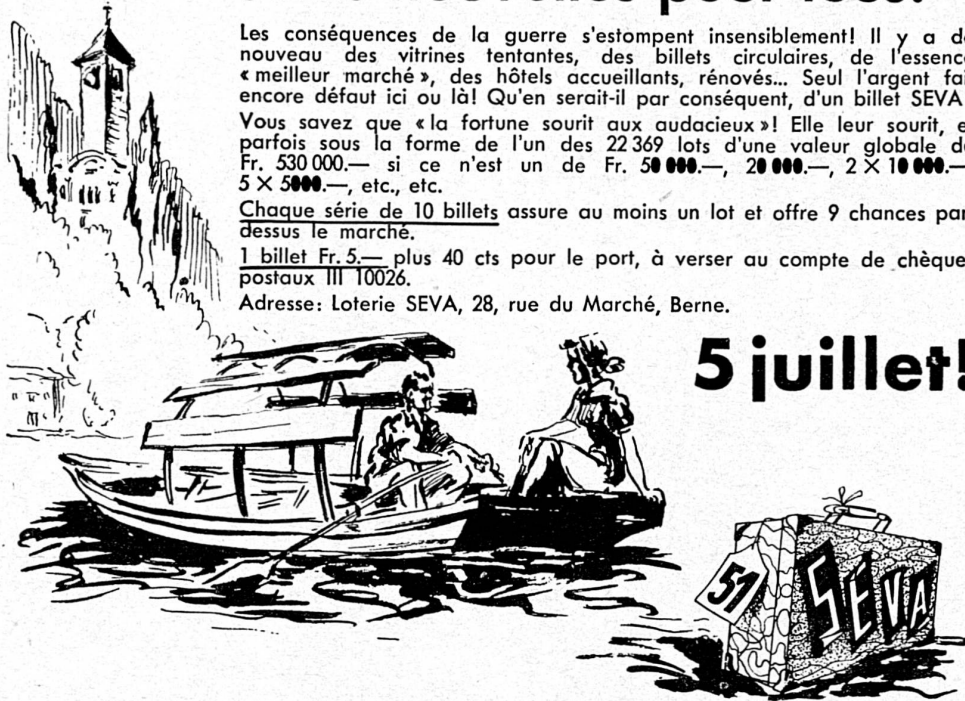 pour tous!
Les conséquences de la guerre s'estompent insensiblement! Il y a de
nouveau des vitrines tentantes, des billets circulaires, de l'essence
« meilleur marché », des hôtels accueillants, rénovés... Seul l'argent fai
encore défaut ici ou là! Qu'en serait-il par conséquent, d'un billet SEVA
Vous savez que « la fortune sourit aux audacieux »! Elle leur sourit, e
parfois sous la forme de l'un des 22 369 lots d'une valeur globale de
Fr. 530 000.— si ce n'est un de Fr. 50 000.—, 20 000.—, 2 × 10 000.—
5 × 5000.—, etc., etc.
Chaque série de 10 billets assure au moins un lot et offre 9 chances par
dessus le marché.
1 billet Fr. 5.— plus 40 cts pour le port, à verser au compte de chèque
postaux III 10026.
Adresse: Loterie SEVA, 28, rue du Marché, Berne.
5 juillet!
51
SEVA